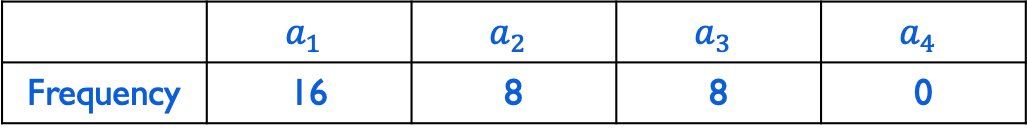 a₁ a₂ a₃ a₄
Frequency 16 8 8 0